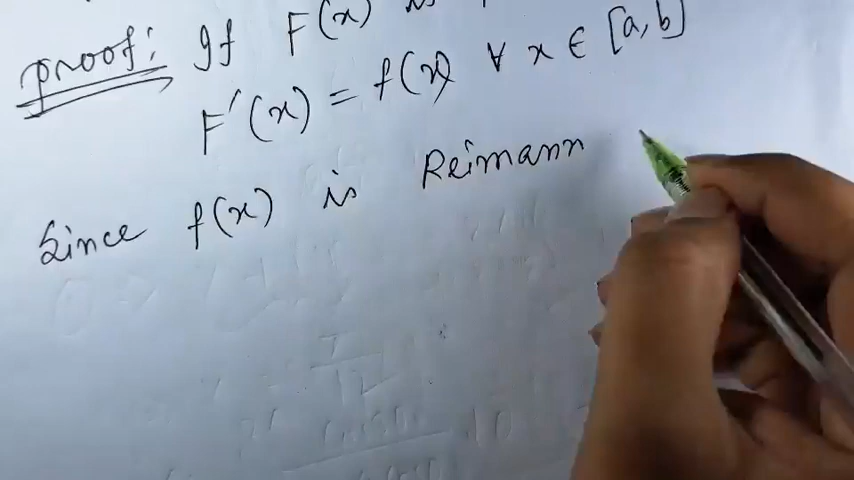 proof: If F(x) is
F'(x) = f(x) ∀ x ∈ [a, b]
Since f(x) is Reimann